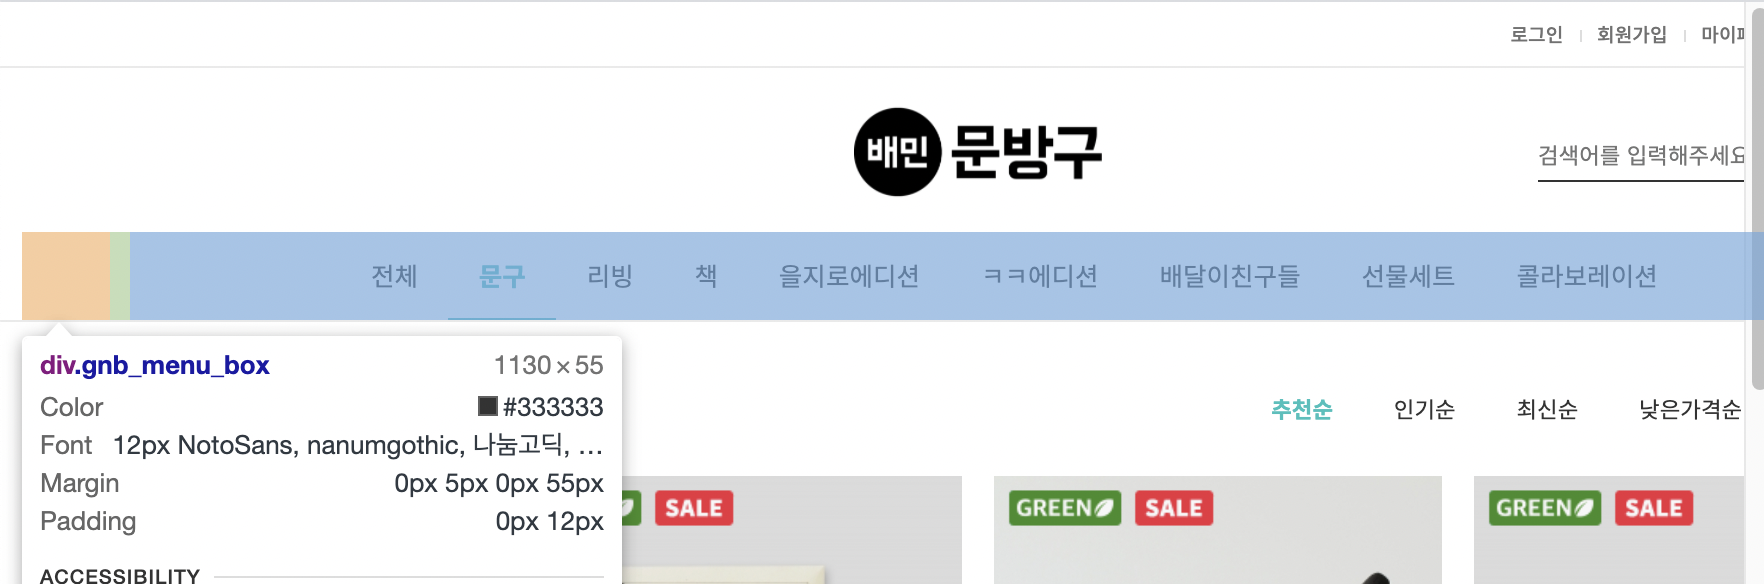 로그인 회원가입 마이페
배민 문방구
검색어를 입력해주세요
전체 문구 리빙 책 을지로에디션 ㅋㅋ에디션 배달이친구들 선물세트 콜라보레이션
div.gnb_menu_box 1130 × 55
Color #333333
Font 12px NotoSans, nanumgothic, 나눔고딕, …
Margin 0px 5px 0px 55px
Padding 0px 12px
ACCESSIBILITY
추천순 인기순 최신순 낮은가격순
SALE GREEN SALE GREEN SALE